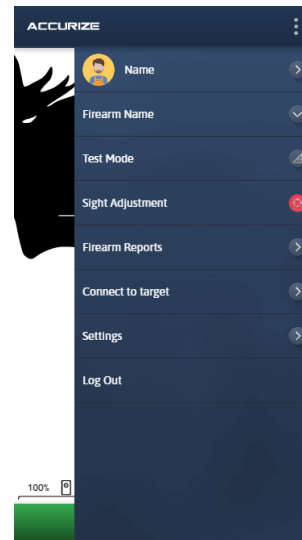 ACCURIZE
Name
Firearm Name
Test Mode
Sight Adjustment
Firearm Reports
Connect to target
Settings
Log Out
100%